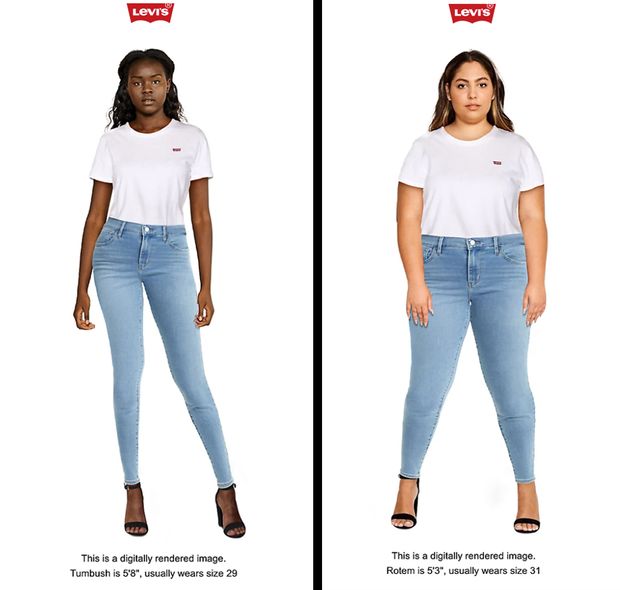 LEVI'S®
This is a digitally rendered image.
Tumbush is 5'8", usually wears size 29
LEVI'S®
This is a digitally rendered image.
Rotem is 5'3", usually wears size 31